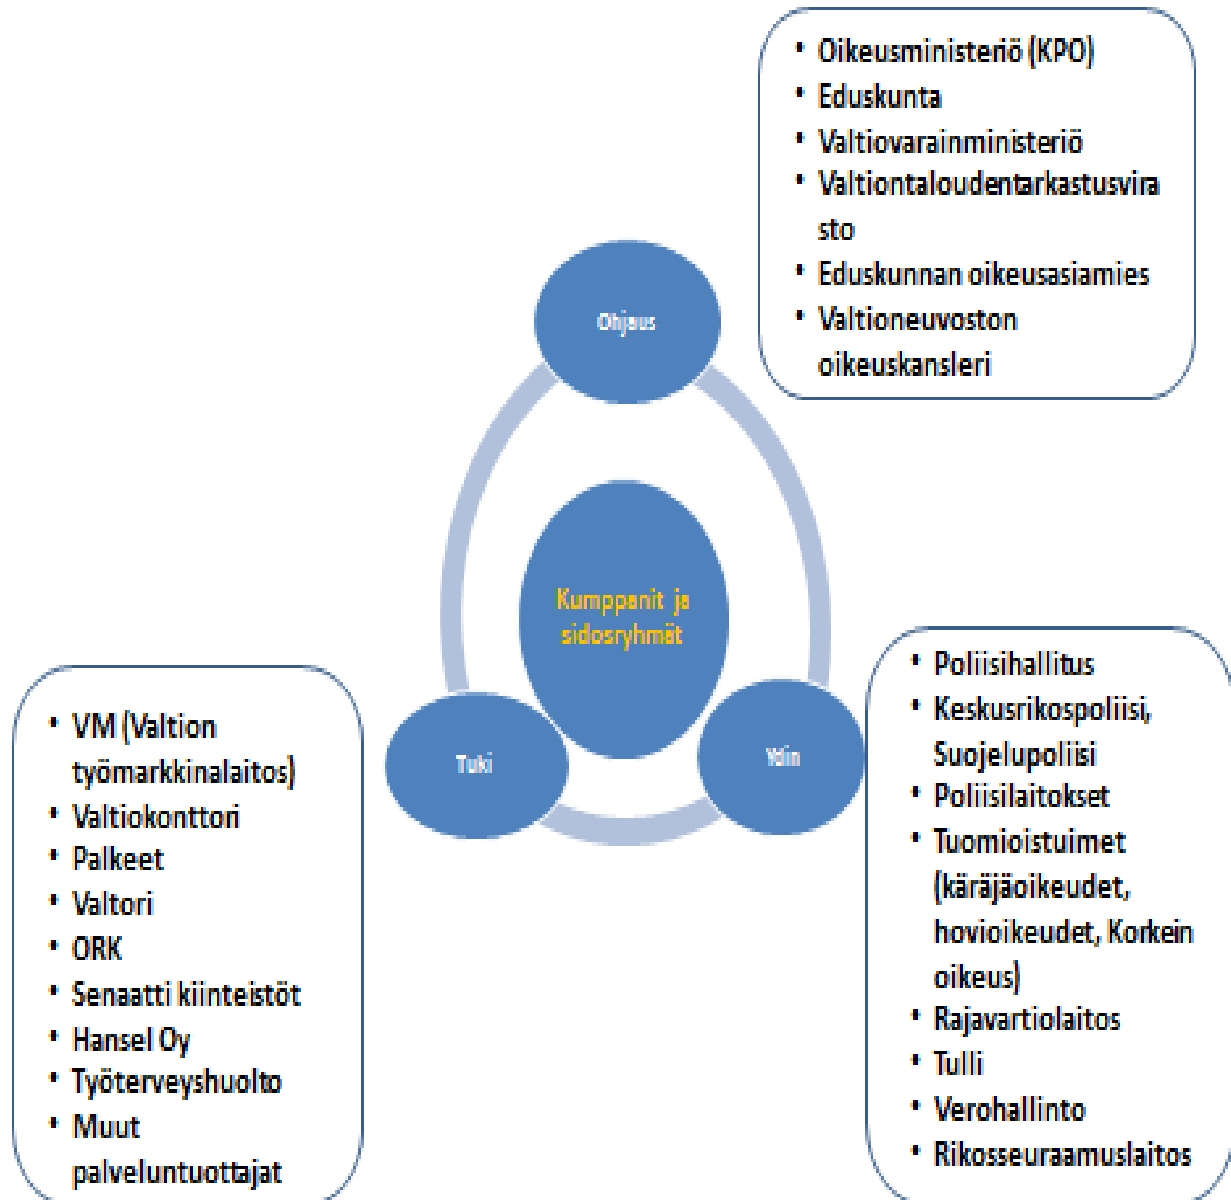 • Oikeusministeriö (KPO)
• Eduskunta
• Valtiovarainministeriö
• Valtiontaloudentarkastusvira
sto
• Eduskunnan oikeusasiamies
• Valtioneuvoston
oikeuskansleri
Ohjaus
Kumppanit ja
sidosryhmät
Tuki
Ydin
• VM (Valtion
työmarkkinalaitos)
• Valtiokonttori
• Palkeet
• Valtori
• ORK
• Senaatti kiinteistöt
• Hansel Oy
• Työterveyshuolto
• Muut
palveluntuottajat
• Poliisihallitus
• Keskusrikospoliisi,
Suojelupoliisi
• Poliisilaitokset
• Tuomioistuimet
(käräjäoikeudet,
hovioikeudet, Korkein
oikeus)
• Rajavartiolaitos
• Tulli
• Verohallinto
• Rikosseuraamuslaitos